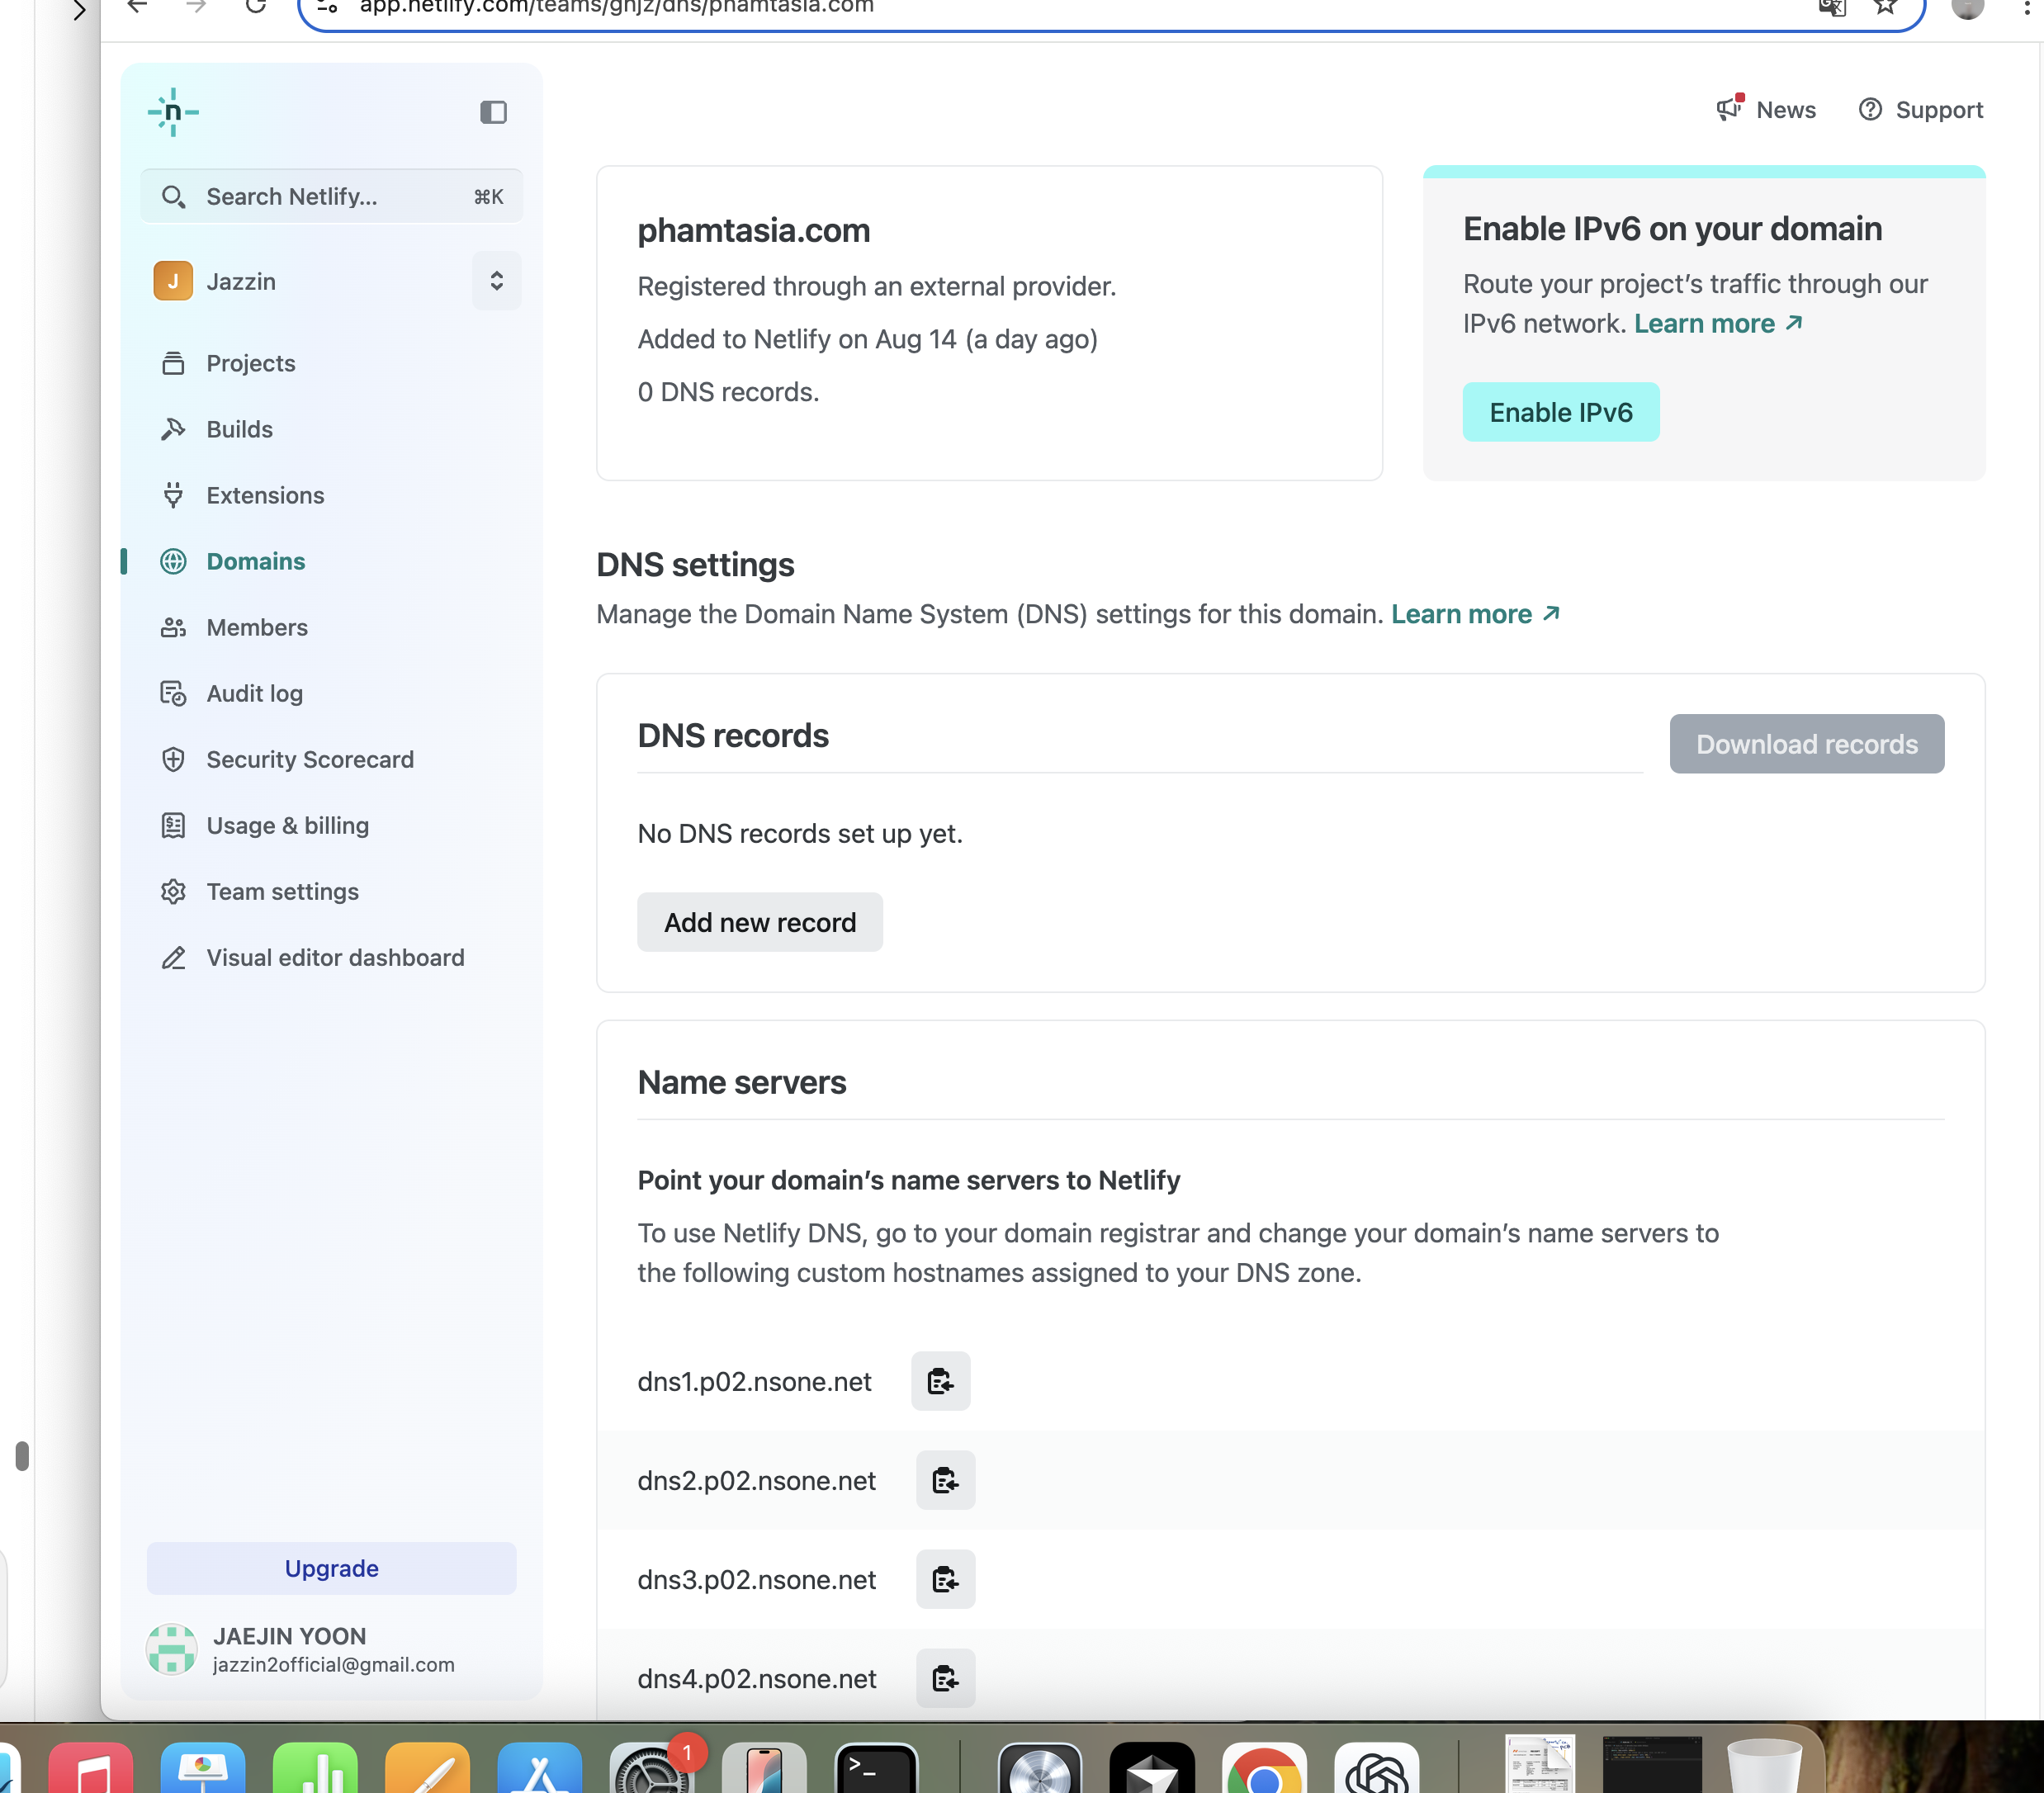 app.netlify.com/teams/ghjz/dns/phamtasia.com
n
News
Support
Search Netlify...
⌘K
J
Jazzin
Projects
Builds
Extensions
Domains
Members
Audit log
Security Scorecard
Usage & billing
Team settings
Visual editor dashboard
Upgrade
JAEJIN YOON
jazzin2official@gmail.com
phamtasia.com
Registered through an external provider.
Added to Netlify on Aug 14 (a day ago)
0 DNS records.
Enable IPv6 on your domain
Route your project’s traffic through our
IPv6 network. Learn more ↗
Enable IPv6
DNS settings
Manage the Domain Name System (DNS) settings for this domain. Learn more ↗
DNS records
Download records
No DNS records set up yet.
Add new record
Name servers
Point your domain’s name servers to Netlify
To use Netlify DNS, go to your domain registrar and change your domain’s name servers to
the following custom hostnames assigned to your DNS zone.
dns1.p02.nsone.net
dns2.p02.nsone.net
dns3.p02.nsone.net
dns4.p02.nsone.net
1
>_